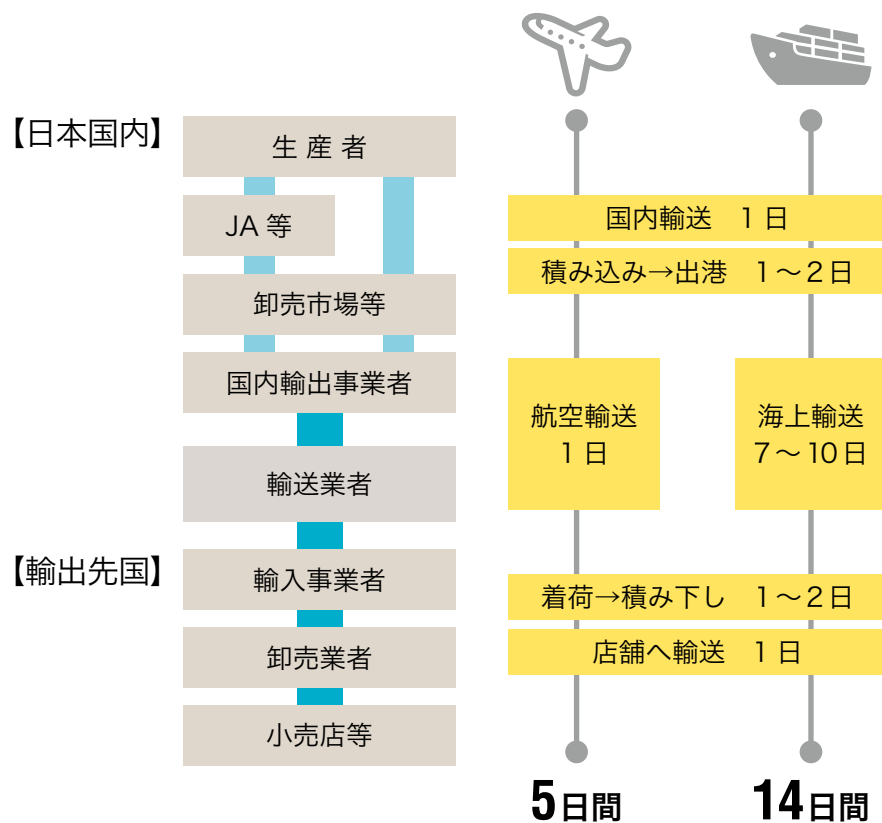 【日本国内】
生産者
JA 等
卸売市場等
国内輸出事業者
輸送業者
【輸出先国】
輸入事業者
卸売業者
小売店等
国内輸送 1日
積み込み→出港 1〜2日
航空輸送
1日
海上輸送
7〜10日
着荷→積み下し 1〜2日
店舗へ輸送 1日
5日間
14日間